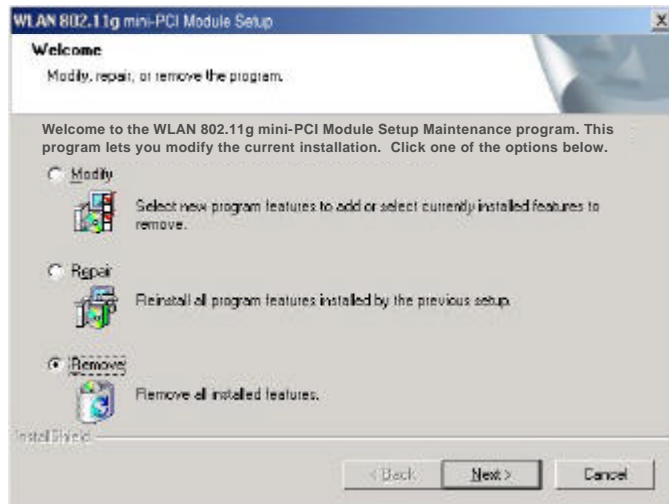 WLAN 802.11g mini-PCI Module Setup
Welcome
Modify, repair, or remove the program.
Welcome to the WLAN 802.11g mini-PCI Module Setup Maintenance program. This
program lets you modify the current installation. Click one of the options below.
Modify
Select new program features to add or select currently installed features to
remove.
Repair
Reinstall all program features installed by the previous setup.
Remove
Remove all installed features.
InstallShield
< Back
Next >
Cancel